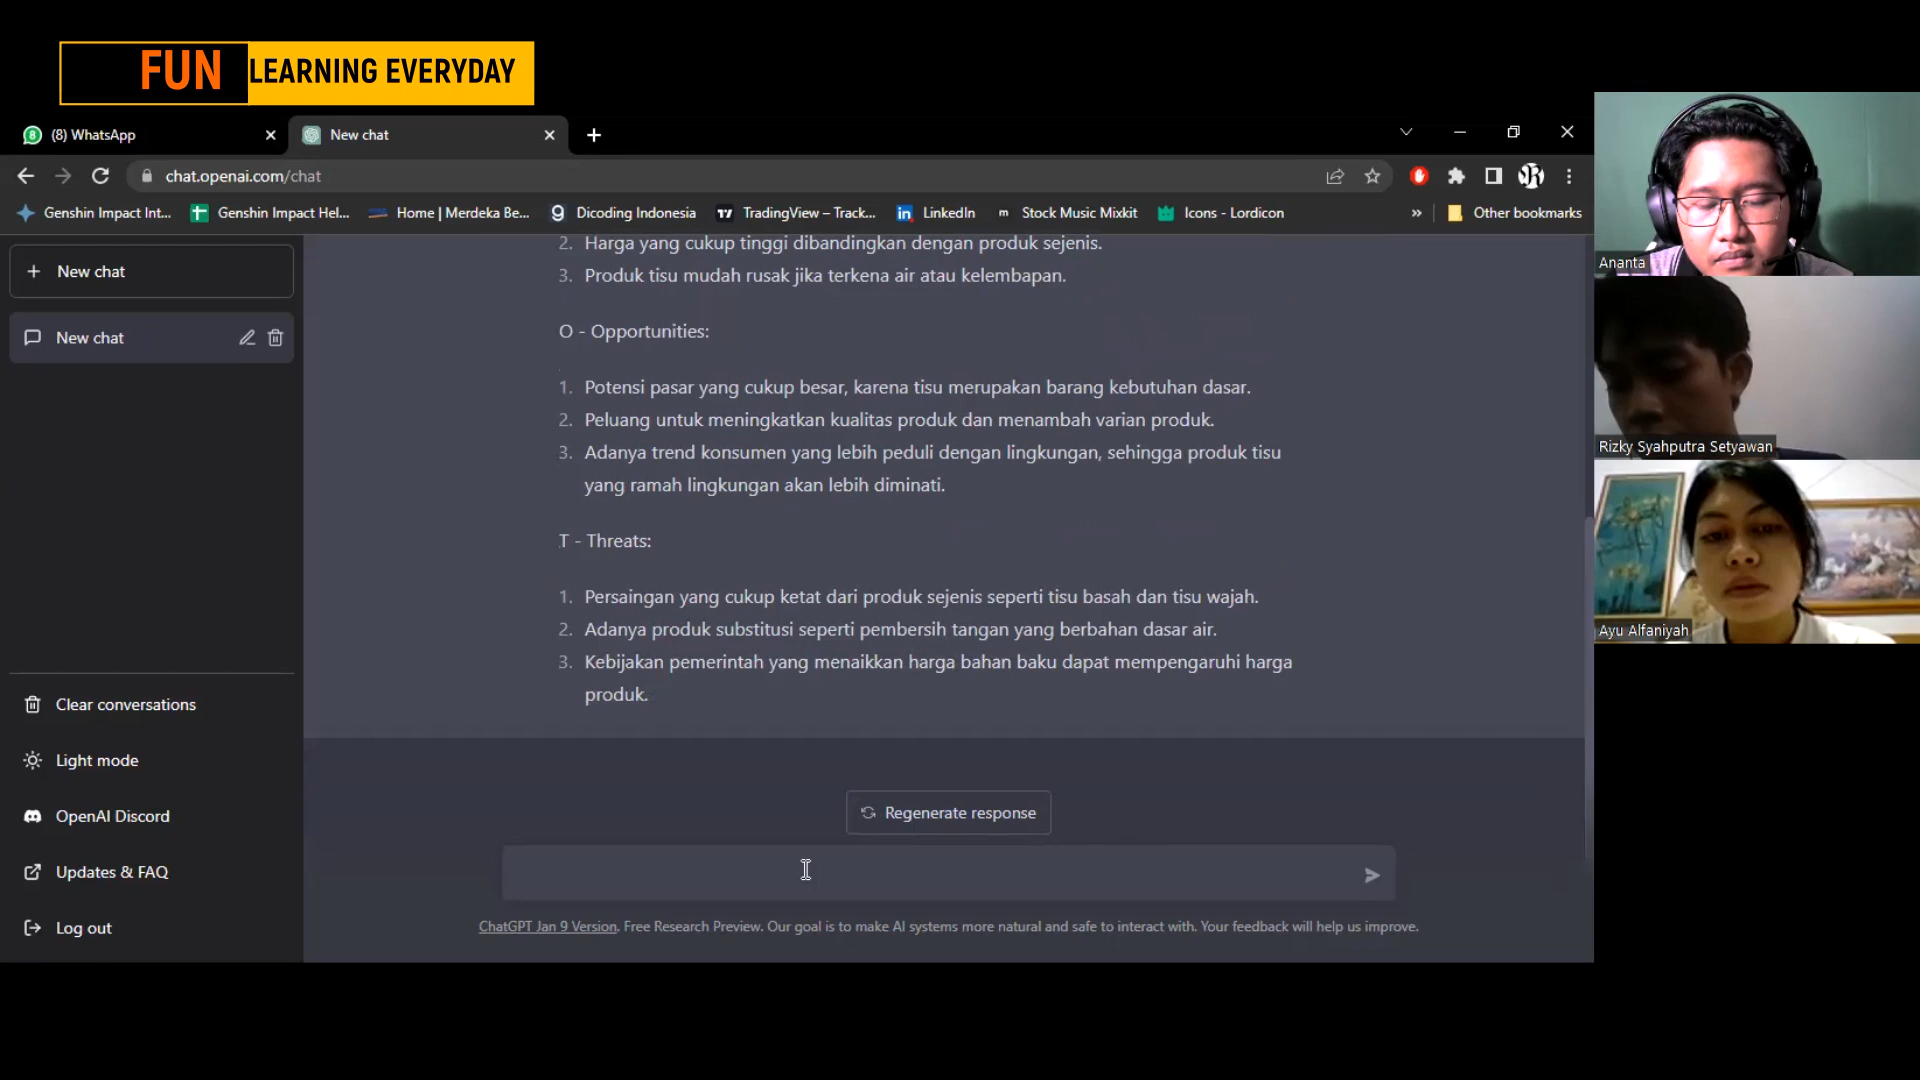 FUN LEARNING EVERYDAY
(8) WhatsApp
New chat
chat.openai.com/chat
Genshin Impact Int...
Genshin Impact Hel...
Home | Merdeka Be...
Dicoding Indonesia
TradingView – Track...
LinkedIn
Stock Music Mixkit
Icons - Lordicon
»
Other bookmarks
New chat
New chat
Clear conversations
Light mode
OpenAI Discord
Updates & FAQ
Log out
2. Harga yang cukup tinggi dibandingkan dengan produk sejenis.
3. Produk tisu mudah rusak jika terkena air atau kelembapan.
O - Opportunities:
1. Potensi pasar yang cukup besar, karena tisu merupakan barang kebutuhan dasar.
2. Peluang untuk meningkatkan kualitas produk dan menambah varian produk.
3. Adanya trend konsumen yang lebih peduli dengan lingkungan, sehingga produk tisu
yang ramah lingkungan akan lebih diminati.
T - Threats:
1. Persaingan yang cukup ketat dari produk sejenis seperti tisu basah dan tisu wajah.
2. Adanya produk substitusi seperti pembersih tangan yang berbahan dasar air.
3. Kebijakan pemerintah yang menaikkan harga bahan baku dapat mempengaruhi harga
produk.
Regenerate response
ChatGPT Jan 9 Version. Free Research Preview. Our goal is to make AI systems more natural and safe to interact with. Your feedback will help us improve.
Ananta
Rizky Syahputra Setyawan
Ayu Alfaniyah